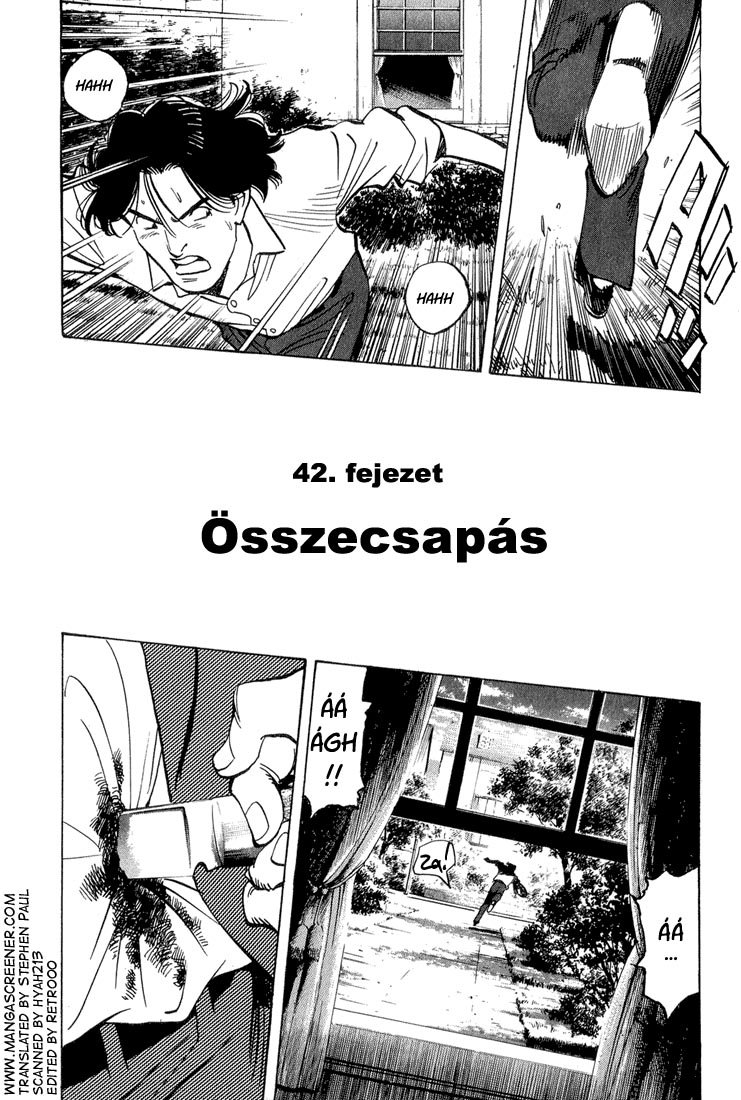 HAHH
HAHH
42. fejezet
Összecsapás
ÁÁ
...
ÁÁ
ÁGH
!!
Za!
WWW.MANGASCREENER.COM
TRANSLATED BY STEPHEN PAUL
SCANNED BY HYAH213
EDITED BY RETROOO